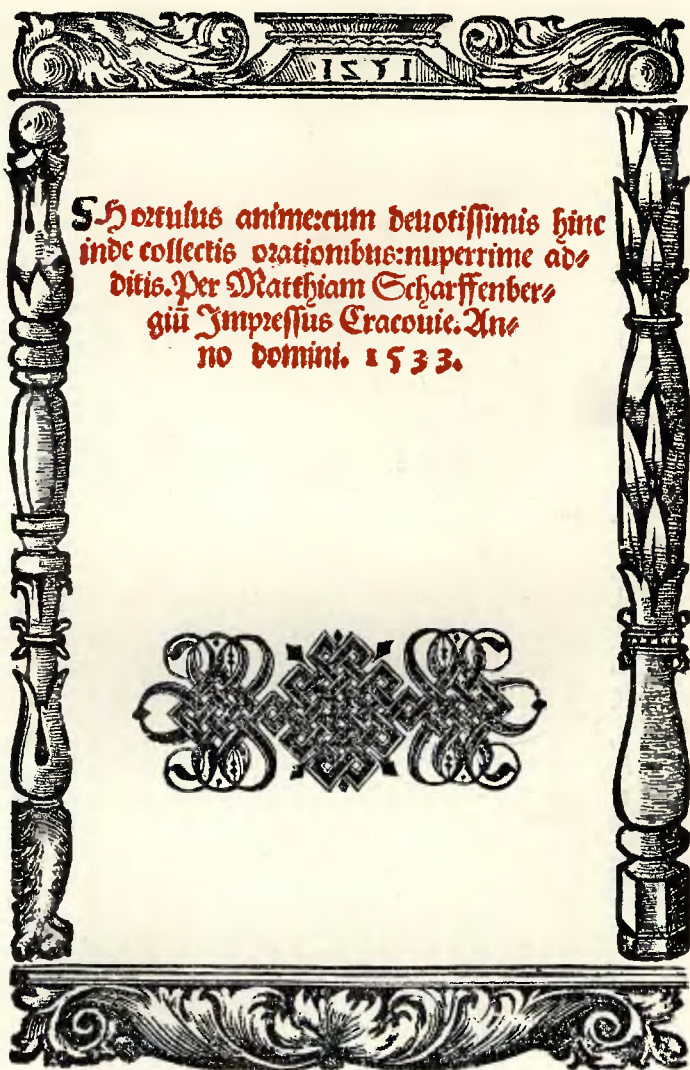 ¶ Hortulus anime:cum deuotiſſimis hinc
inde collectis orationibus:nuperrime ad⸗
ditis.Per Matthiam Scharffenber⸗
giū Impreſſus Cracouie.An⸗
no domini. 1533.